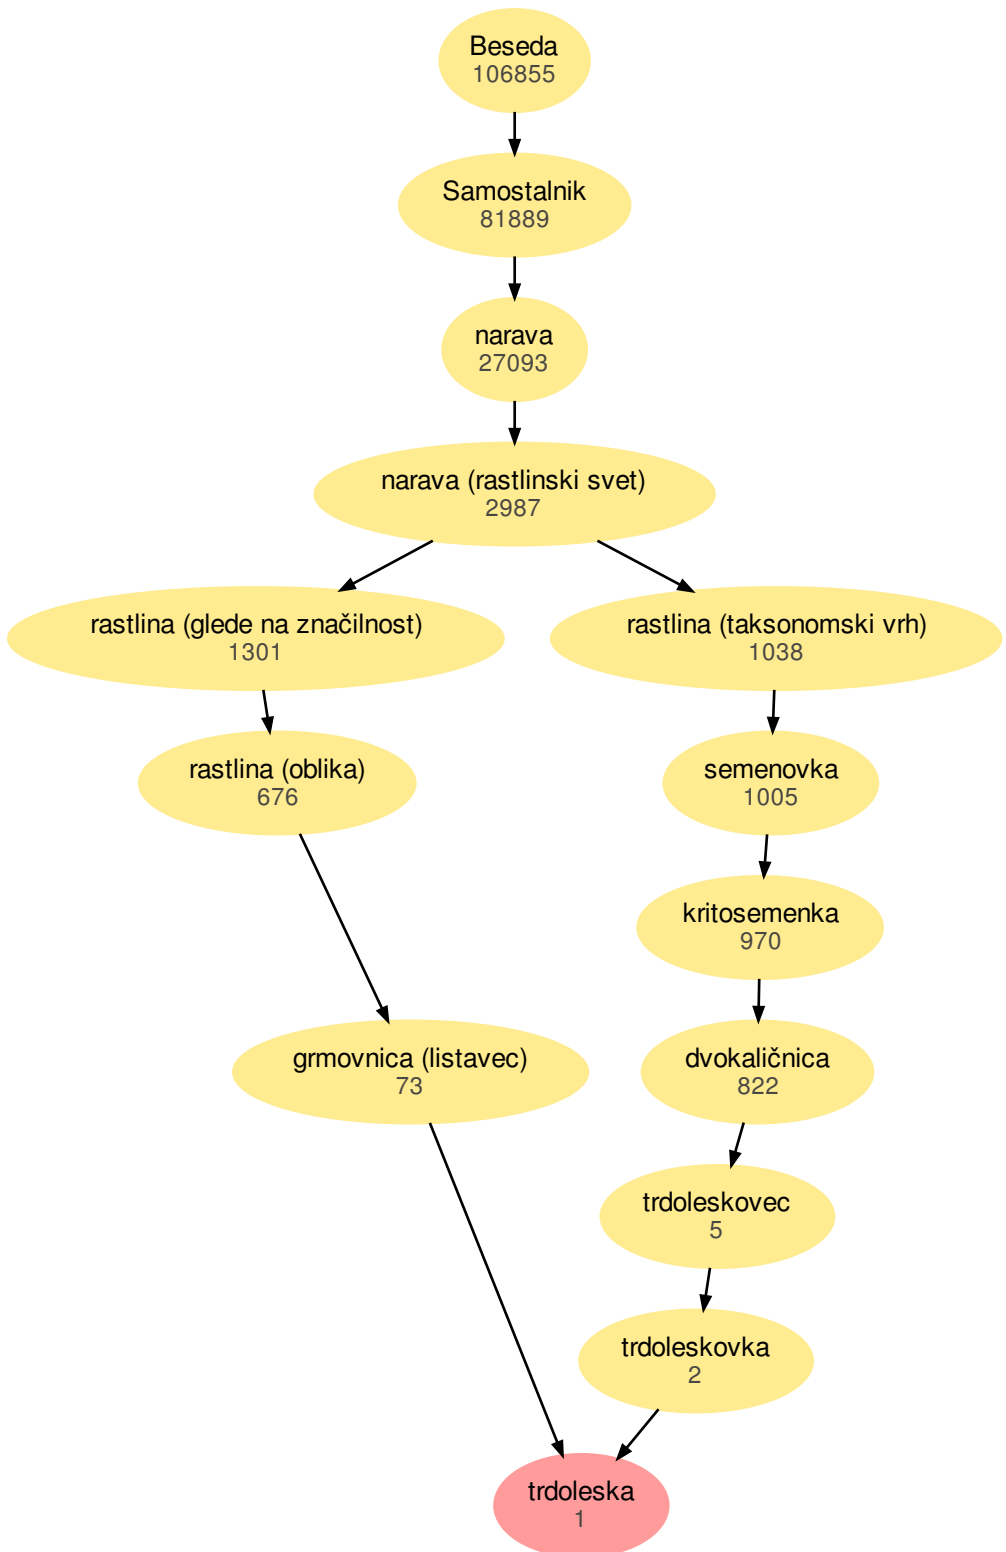 Beseda
106855
Samostalnik
81889
narava
27093
narava (rastlinski svet)
2987
rastlina (glede na značilnost)
1301
rastlina (taksonomski vrh)
1038
rastlina (oblika)
676
semenovka
1005
kritosemenka
970
grmovnica (listavec)
73
dvokaličnica
822
trdoleskovec
5
trdoleskovka
2
trdoleska
1